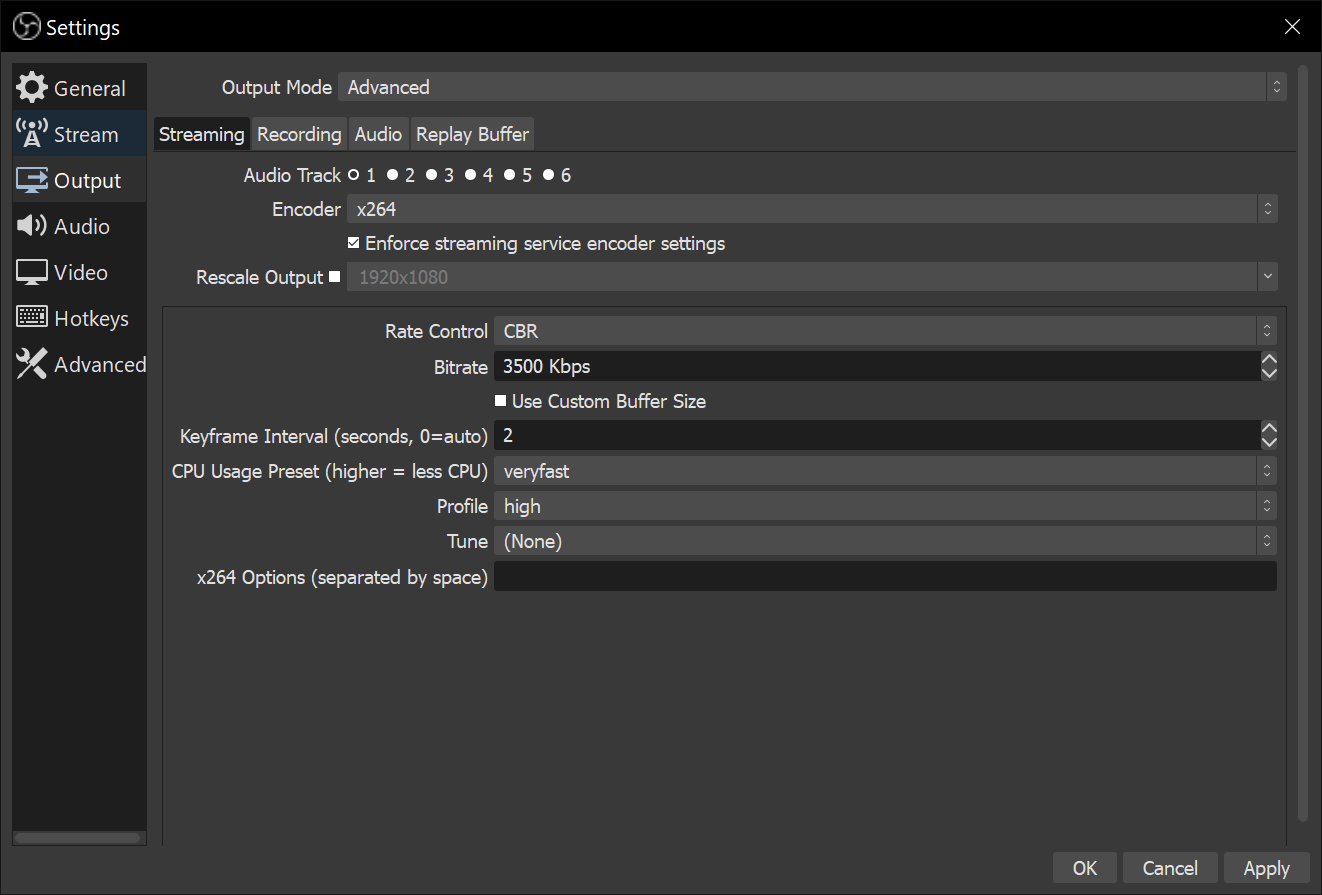 Settings
General
Stream
Output
Audio
Video
Hotkeys
Advanced
Output Mode Advanced
Streaming Recording Audio Replay Buffer
Audio Track 1 2 3 4 5 6
Encoder x264
Enforce streaming service encoder settings
Rescale Output 1920x1080
Rate Control CBR
Bitrate 3500 Kbps
Use Custom Buffer Size
Keyframe Interval (seconds, 0=auto) 2
CPU Usage Preset (higher = less CPU) veryfast
Profile high
Tune (None)
x264 Options (separated by space)
OK Cancel Apply